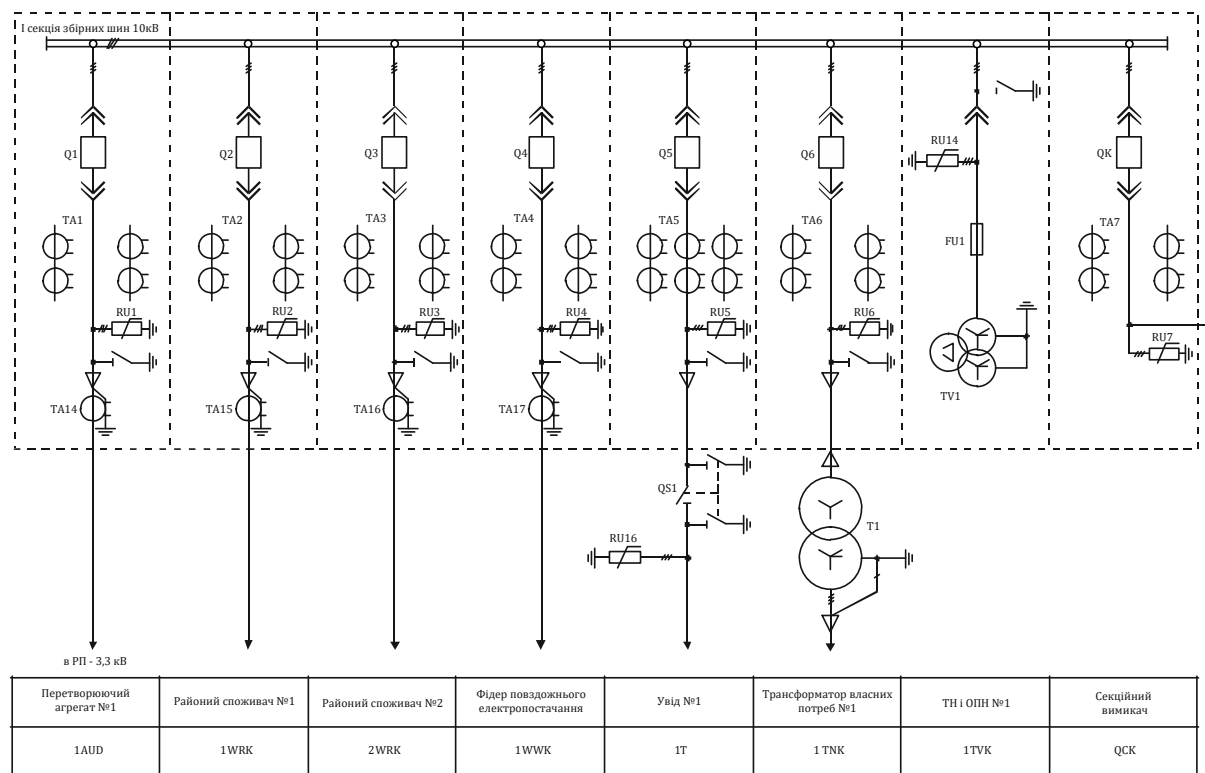 І секція збірних шин 10кВ
Q1
Q2
Q3
Q4
Q5
Q6
RU14
QK
TA1
TA2
TA3
TA4
TA5
TA6
FU1
TA7
RU1
RU2
RU3
RU4
RU5
RU6
RU7
TV1
TA14
TA15
TA16
TA17
QS1
T1
RU16
в РП - 3,3 кВ
Перетворюючий
агрегат №1
Районий споживач №1
Районий споживач №2
Фідер повздожнього
електропостачання
Увід №1
Трансформатор власних
потреб №1
ТН і ОПН №1
Секційний
вимикач
1AUD
1WRK
2WRK
1WWK
1T
1 TNK
1TVK
QCK